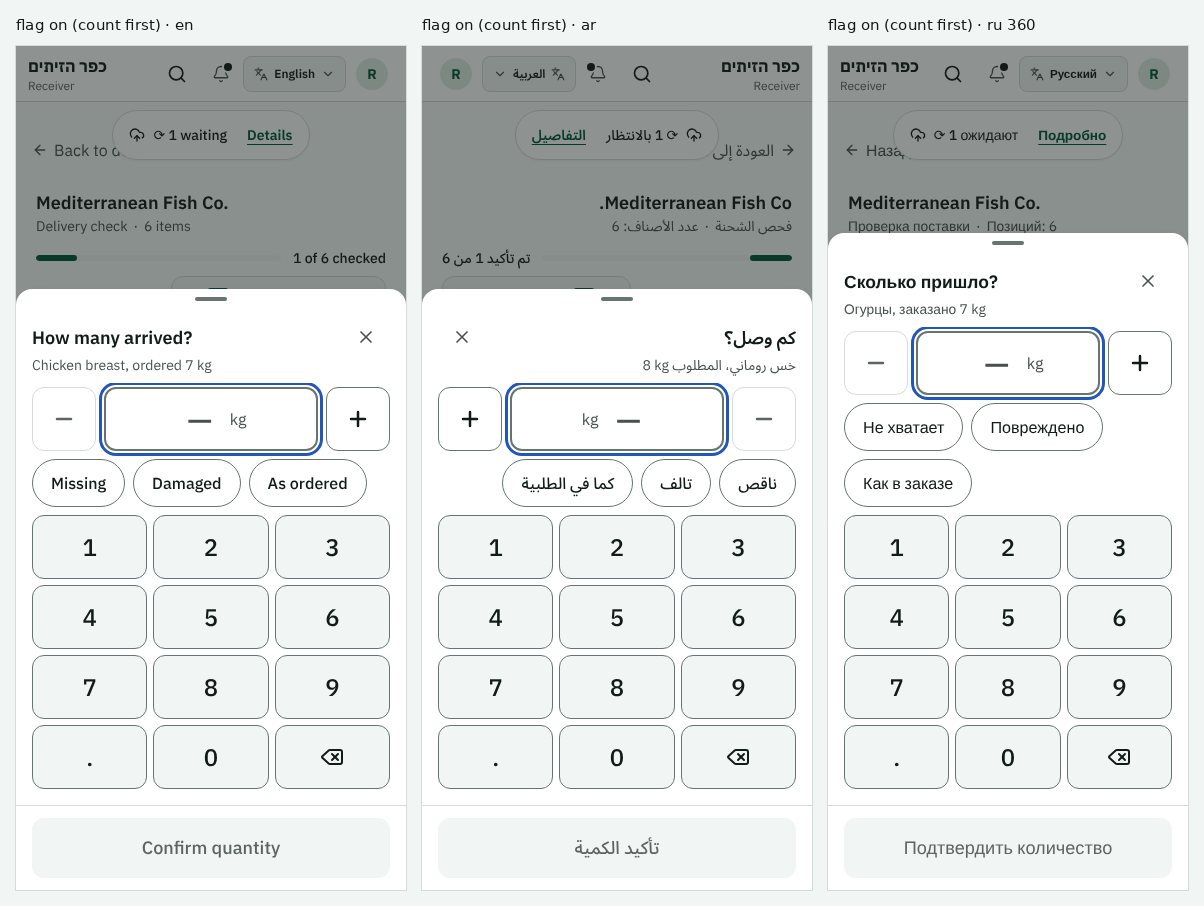 flag on (count first) · en
כפר הזיתים
Receiver
English
R
⟳ 1 waiting
Details
Back to d
Mediterranean Fish Co.
Delivery check · 6 items
1 of 6 checked
How many arrived?
Chicken breast, ordered 7 kg
— kg
Missing
Damaged
As ordered
1 2 3
4 5 6
7 8 9
. 0
Confirm quantity
flag on (count first) · ar
כפר הזיתים
Receiver
العربية
R
⟳ 1 بالانتظار
التفاصيل
العودة إلى
Mediterranean Fish Co.
فحص الشحنة · عدد الأصناف: 6
تم تأكيد 1 من 6
كم وصل؟
خس روماني، المطلوب 8 kg
— kg
ناقص
تالف
كما في الطلبية
1 2 3
4 5 6
7 8 9
. 0
تأكيد الكمية
flag on (count first) · ru 360
כפר הזיתים
Receiver
Русский
R
⟳ 1 ожидают
Подробно
Mediterranean Fish Co.
Проверка поставки · Позиций: 6
Сколько пришло?
Огурцы, заказано 7 kg
— kg
Не хватает
Повреждено
Как в заказе
1 2 3
4 5 6
7 8 9
. 0
Подтвердить количество